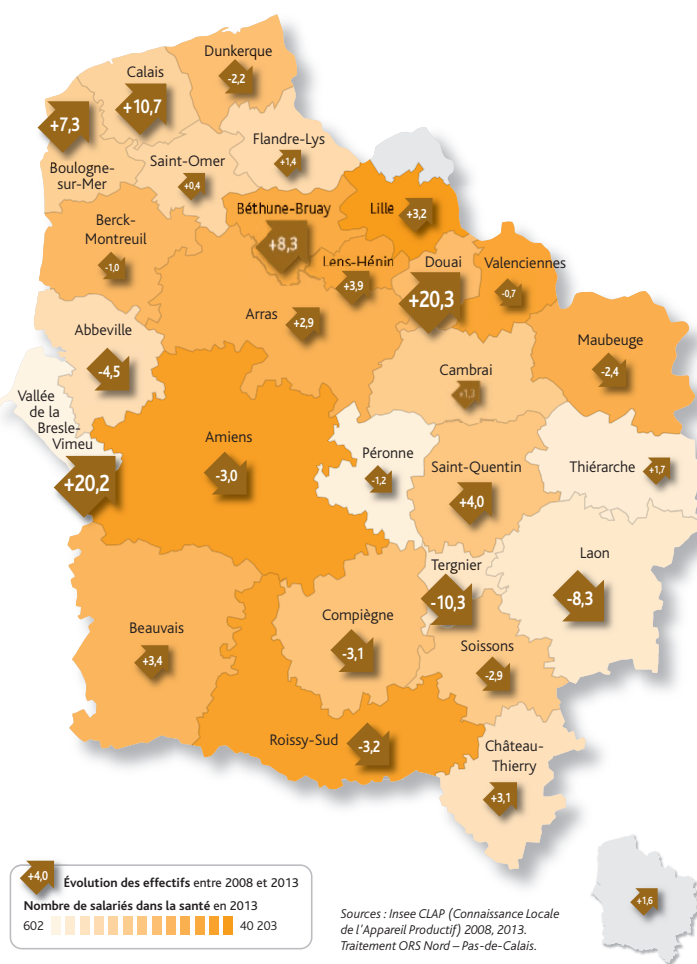 Dunkerque
-2,2
Calais
+10,7
+7,3
Boulogne-
sur-Mer
Saint-Omer
+0,4
Flandre-Lys
+1,4
Béthune-Bruay
+8,3
Lille
+3,2
Berck-
Montreuil
-1,0
Lens-Hénin
+3,9
Douai
+20,3
Valenciennes
-0,7
Arras
+2,9
Abbeville
-4,5
Maubeuge
-2,4
Cambrai
+1,3
Vallée
de la
Bresle-
Vimeu
+20,2
Amiens
-3,0
Péronne
-1,2
Saint-Quentin
+4,0
Thiérarche
+1,7
Laon
-8,3
Tergnier
-10,3
Beauvais
+3,4
Compiègne
-3,1
Soissons
-2,9
Roissy-Sud
-3,2
Château-
Thierry
+3,1
+4,0 Évolution des effectifs entre 2008 et 2013
Nombre de salariés dans la santé en 2013
602 40 203
Sources : Insee CLAP (Connaissance Locale
de l'Appareil Productif) 2008, 2013.
Traitement ORS Nord – Pas-de-Calais.
+1,6